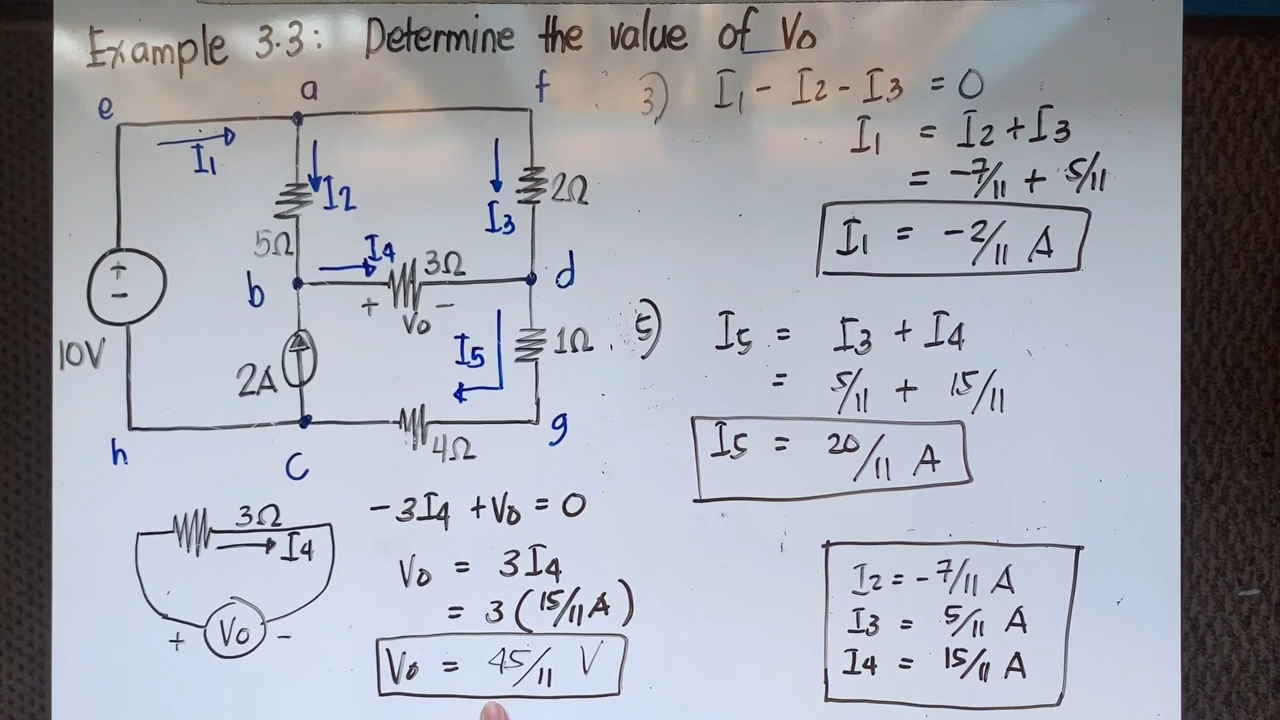 Example 3.3: Determine the value of Vo
e
a
f
I1
I2
I3
2Ω
5Ω
I4
3Ω
b
d
+
-
Vo
+
-
10V
2A
I5
1Ω
h
c
4Ω
g
3Ω
I4
+
Vo
-
-3I4 + Vo = 0
Vo = 3I4
= 3(15/11 A)
Vo = 45/11 V
3) I1 - I2 - I3 = 0
I1 = I2 + I3
= -7/11 + 5/11
I1 = -2/11 A
5) I5 = I3 + I4
= 5/11 + 15/11
I5 = 20/11 A
I2 = -7/11 A
I3 = 5/11 A
I4 = 15/11 A